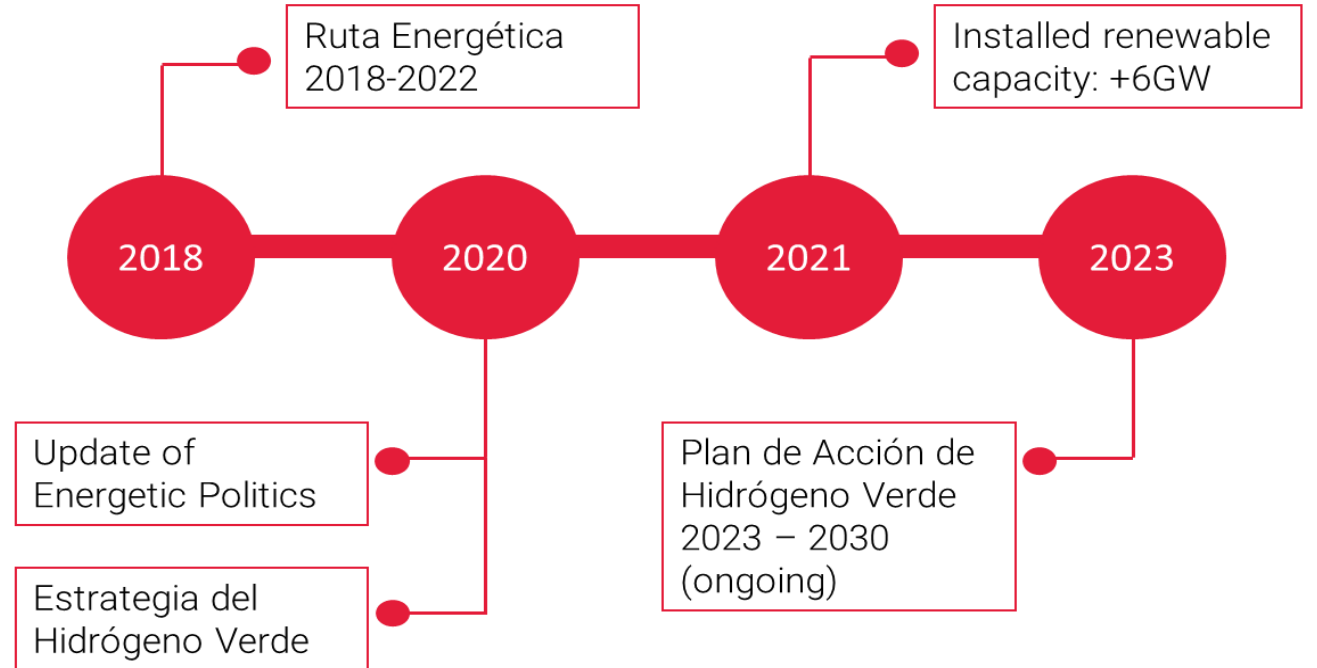 Ruta Energética
2018-2022
Installed renewable
capacity: +6GW
2018
2020
2021
2023
Update of
Energetic Politics
Plan de Acción de
Hidrógeno Verde
2023 – 2030
(ongoing)
Estrategia del
Hidrógeno Verde